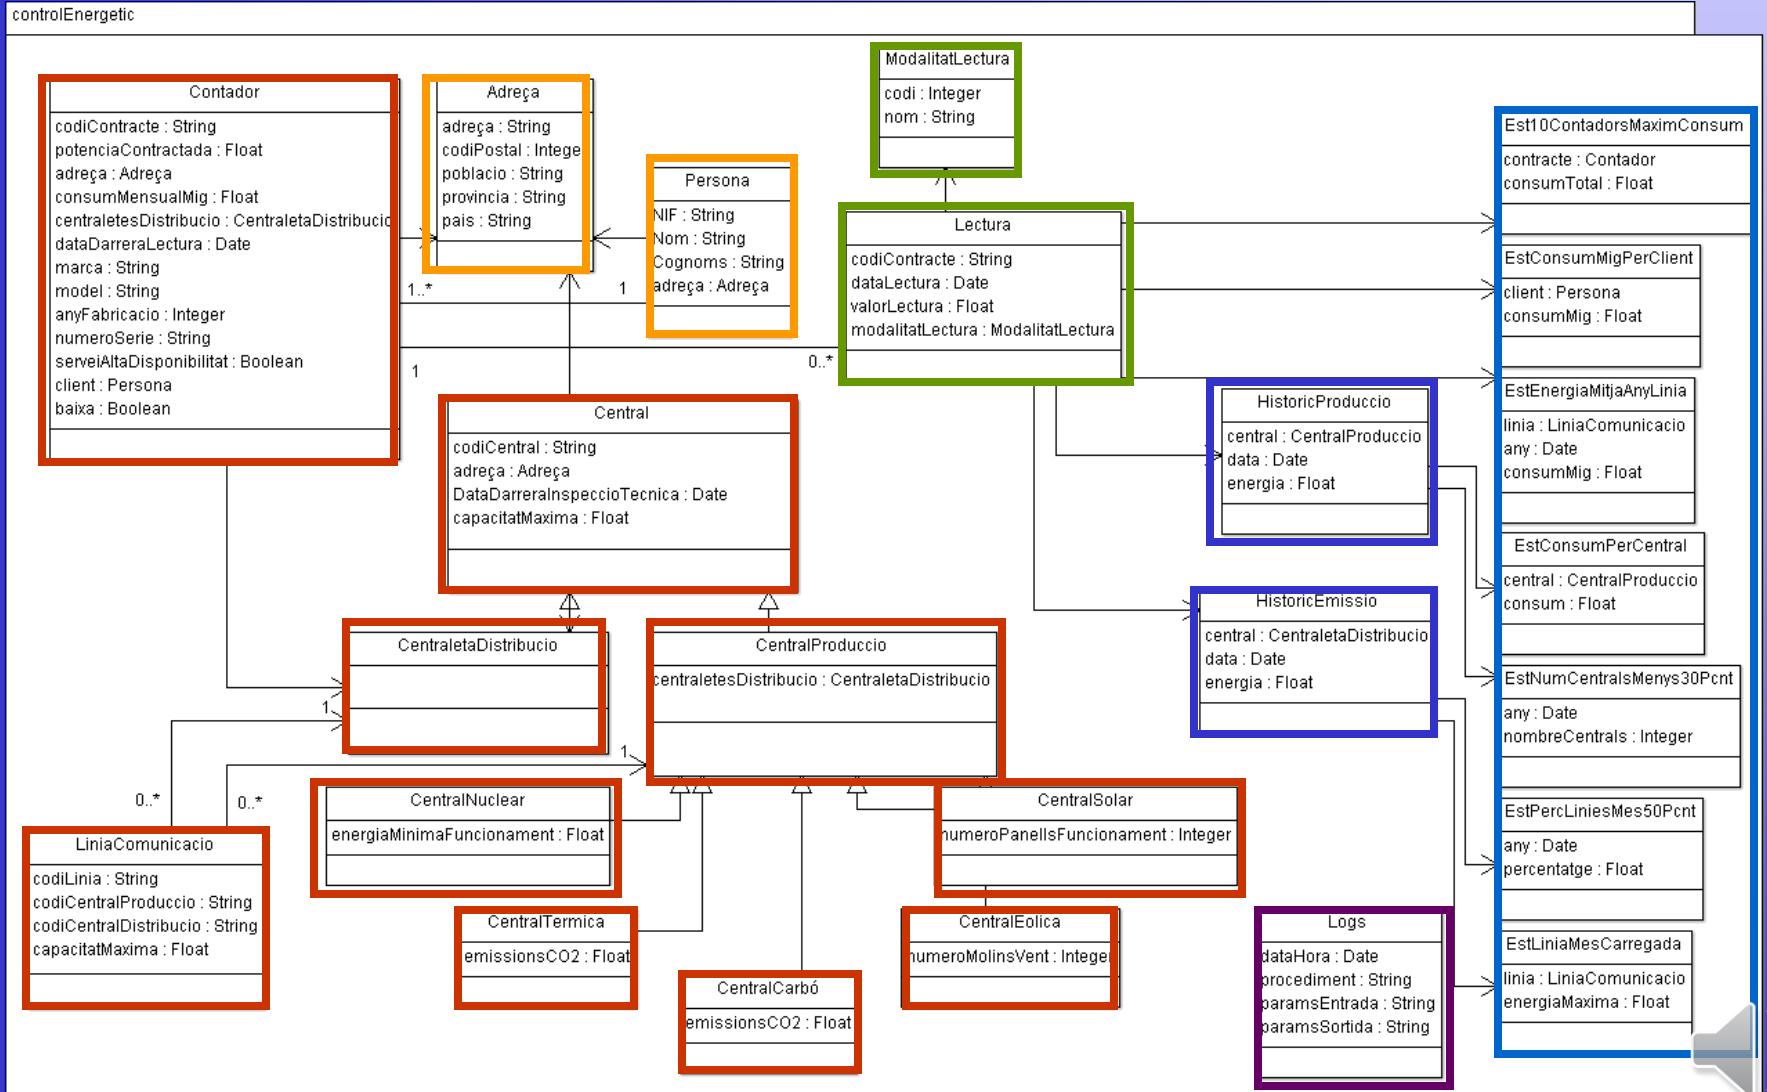 controlEnergetic
Contador
codiContracte : String
potenciaContractada : Float
adreça : Adreça
consumMensualMig : Float
centraletesDistribucio : CentraletaDistribucio
dataDarreraLectura : Date
marca : String
model : String
anyFabricacio : Integer
numeroSerie : String
serveiAltaDisponibilitat : Boolean
client : Persona
baixa : Boolean
Adreça
adreça : String
codiPostal : Intege
poblacio : String
provincia : String
pais : String
Persona
NIF : String
Nom : String
Cognoms : String
adreça : Adreça
ModalitatLectura
codi : Integer
nom : String
Lectura
codiContracte : String
dataLectura : Date
valorLectura : Float
modalitatLectura : ModalitatLectura
1..*
1
1
0..*
Central
codiCentral : String
adreça : Adreça
DataDarreraInspeccioTecnica : Date
capacitatMaxima : Float
CentraletaDistribucio
CentralProduccio
centraletesDistribucio : CentraletaDistribucio
1
1
0..*
0..*
LiniaComunicacio
codiLinia : String
codiCentralProduccio : String
codiCentralDistribucio : String
capacitatMaxima : Float
CentralNuclear
energiaMinimaFuncionament : Float
CentralTermica
emissionsCO2 : Float
CentralCarbó
emissionsCO2 : Float
CentralSolar
numeroPanellsFuncionament : Integer
CentralEolica
numeroMolinsVent : Intege
HistoricProduccio
central : CentralProduccio
data : Date
energia : Float
HistoricEmissio
central : CentraletaDistribucio
data : Date
energia : Float
Logs
dataHora : Date
procediment : String
paramsEntrada : String
paramsSortida : String
Est10ContadorsMaximConsum
contracte : Contador
consumTotal : Float
EstConsumMigPerClient
client : Persona
consumMig : Float
EstEnergiaMitjaAnyLinia
linia : LiniaComunicacio
any : Date
consumMig : Float
EstConsumPerCentral
central : CentralProduccio
consum : Float
EstNumCentralsMenys30Pcnt
any : Date
nombreCentrals : Integer
EstPercLiniesMes50Pcnt
any : Date
percentatge : Float
EstLiniaMesCarregada
linia : LiniaComunicacio
energiaMaxima : Float